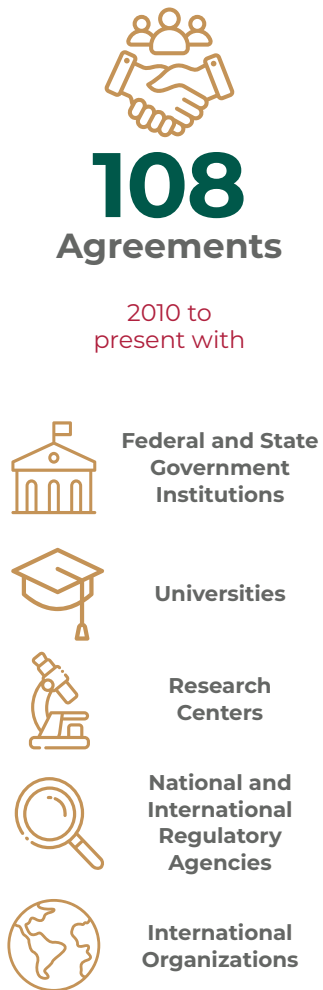 108
Agreements
2010 to
present with
Federal and State
Government
Institutions
Universities
Research
Centers
National and
International
Regulatory
Agencies
International
Organizations